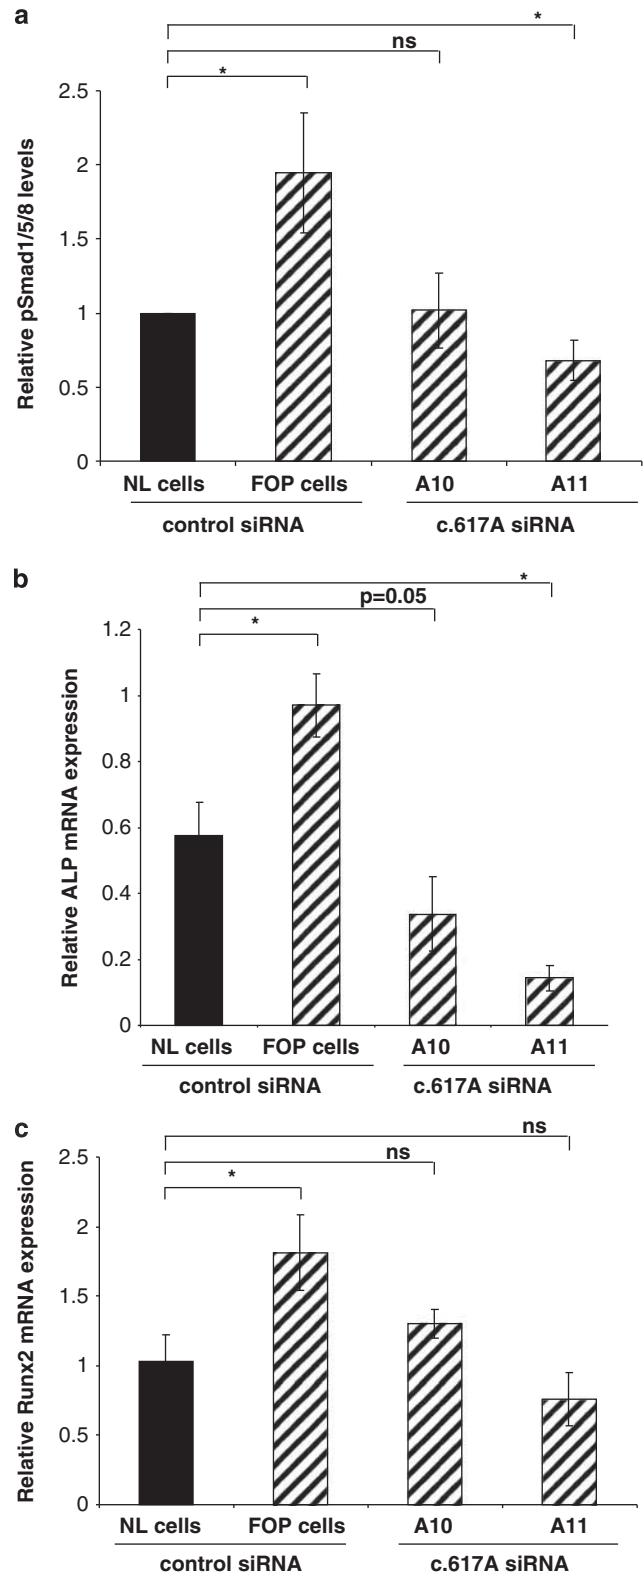 a
*
ns
*
Relative pSmad1/5/8 levels
2.5
2
1.5
1
0.5
0
NL cells FOP cells A10 A11
control siRNA c.617A siRNA
b
*
p=0.05
*
Relative ALP mRNA expression
1.2
1
0.8
0.6
0.4
0.2
0
NL cells FOP cells A10 A11
control siRNA c.617A siRNA
c
ns
ns
*
Relative Runx2 mRNA expression
2.5
2
1.5
1
0.5
0
NL cells FOP cells A10 A11
control siRNA c.617A siRNA